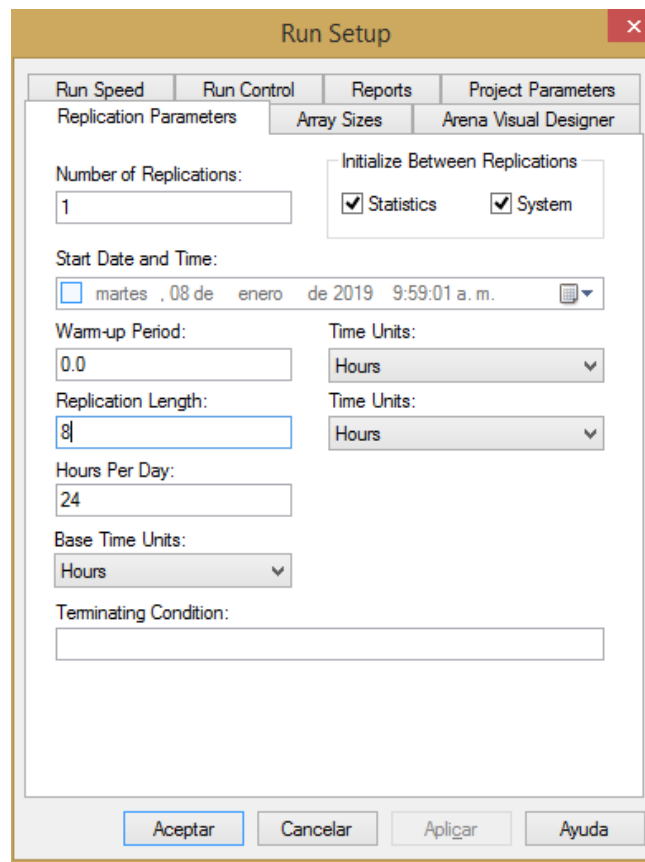 Run Setup
Run Speed Run Control Reports Project Parameters
Replication Parameters Array Sizes Arena Visual Designer
Number of Replications:
1
Initialize Between Replications
Statistics System
Start Date and Time:
martes , 08 de enero de 2019 9:59:01 a. m.
Warm-up Period: Time Units:
0.0 Hours
Replication Length: Time Units:
8 Hours
Hours Per Day:
24
Base Time Units:
Hours
Terminating Condition:
Aceptar Cancelar Aplicar Ayuda